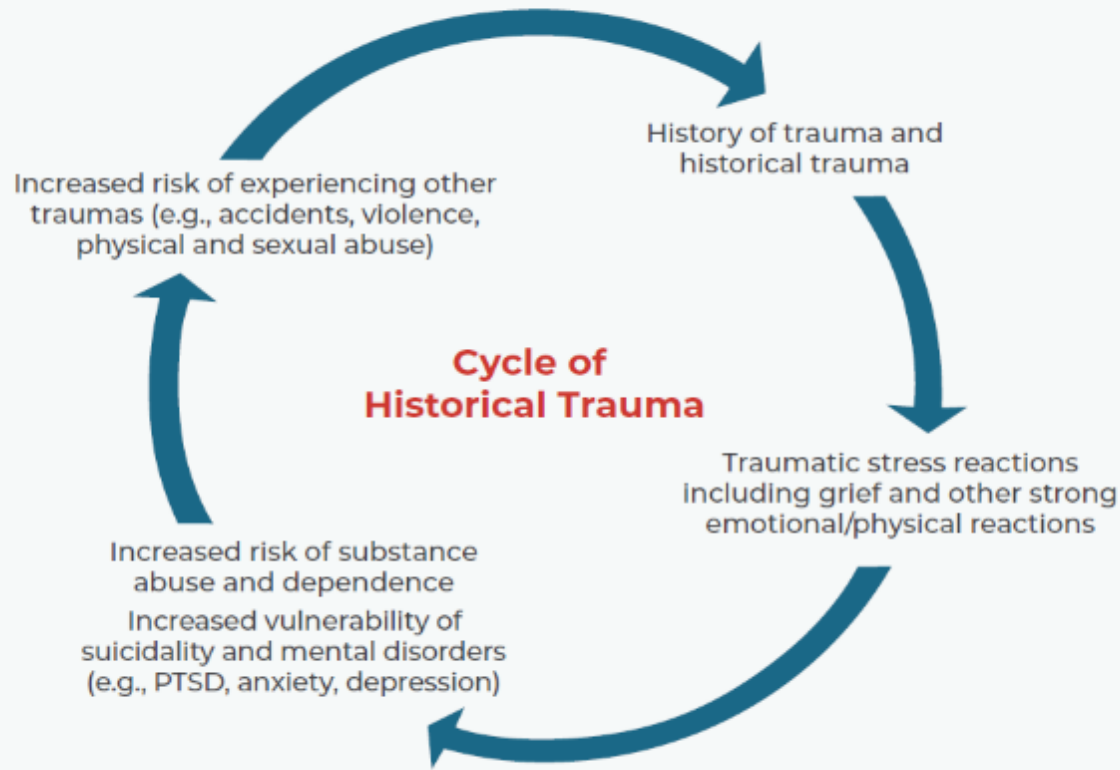 History of trauma and
historical trauma
Increased risk of experiencing other
traumas (e.g., accidents, violence,
physical and sexual abuse)
Cycle of
Historical Trauma
Traumatic stress reactions
including grief and other strong
emotional/physical reactions
Increased risk of substance
abuse and dependence
Increased vulnerability of
suicidality and mental disorders
(e.g., PTSD, anxiety, depression)